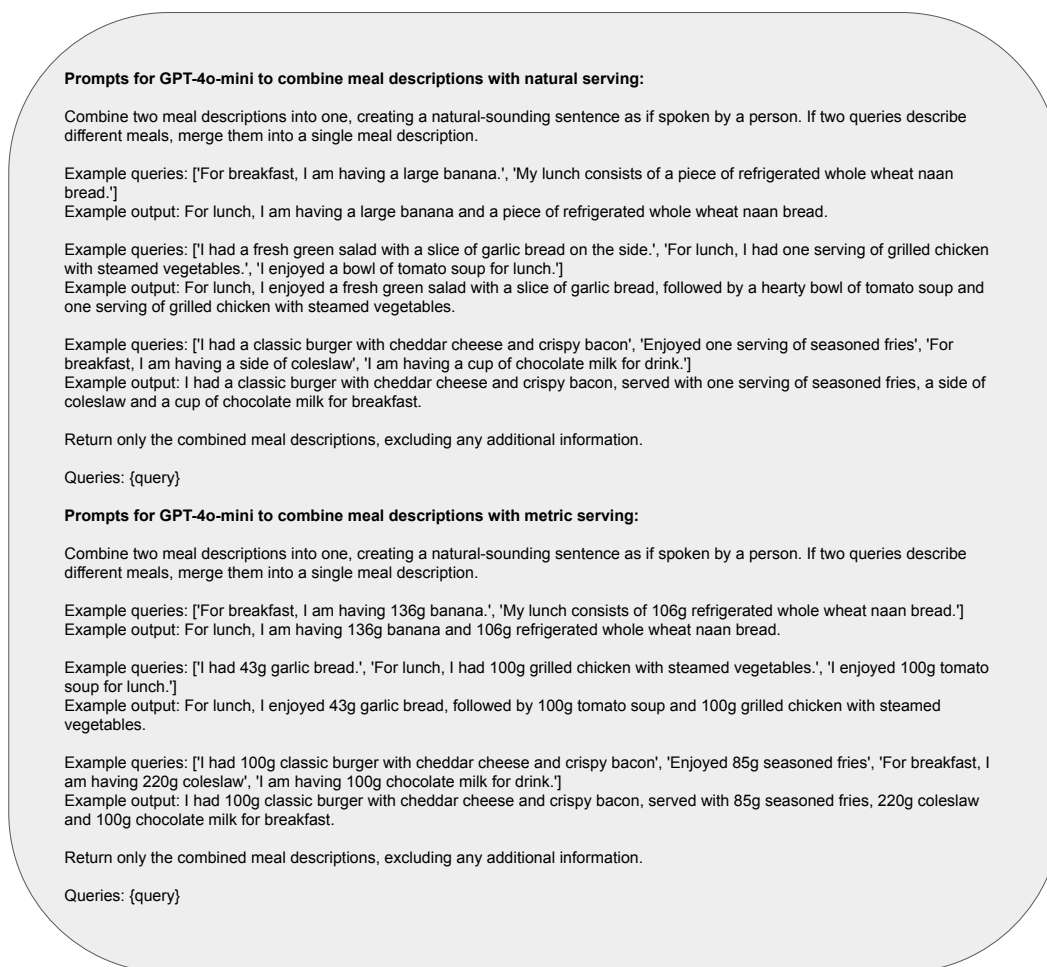 Prompts for GPT-4o-mini to combine meal descriptions with natural serving:
Combine two meal descriptions into one, creating a natural-sounding sentence as if spoken by a person. If two queries describe
different meals, merge them into a single meal description.
Example queries: ['For breakfast, I am having a large banana.', 'My lunch consists of a piece of refrigerated whole wheat naan
bread.']
Example output: For lunch, I am having a large banana and a piece of refrigerated whole wheat naan bread.
Example queries: ['I had a fresh green salad with a slice of garlic bread on the side.', 'For lunch, I had one serving of grilled chicken
with steamed vegetables.', 'I enjoyed a bowl of tomato soup for lunch.']
Example output: For lunch, I enjoyed a fresh green salad with a slice of garlic bread, followed by a hearty bowl of tomato soup and
one serving of grilled chicken with steamed vegetables.
Example queries: ['I had a classic burger with cheddar cheese and crispy bacon', 'Enjoyed one serving of seasoned fries', 'For
breakfast, I am having a side of coleslaw', 'I am having a cup of chocolate milk for drink.']
Example output: I had a classic burger with cheddar cheese and crispy bacon, served with one serving of seasoned fries, a side of
coleslaw and a cup of chocolate milk for breakfast.
Return only the combined meal descriptions, excluding any additional information.
Queries: {query}
Prompts for GPT-4o-mini to combine meal descriptions with metric serving:
Combine two meal descriptions into one, creating a natural-sounding sentence as if spoken by a person. If two queries describe
different meals, merge them into a single meal description.
Example queries: ['For breakfast, I am having 136g banana.', 'My lunch consists of 106g refrigerated whole wheat naan bread.']
Example output: For lunch, I am having 136g banana and 106g refrigerated whole wheat naan bread.
Example queries: ['I had 43g garlic bread.', 'For lunch, I had 100g grilled chicken with steamed vegetables.', 'I enjoyed 100g tomato
soup for lunch.']
Example output: For lunch, I enjoyed 43g garlic bread, followed by 100g tomato soup and 100g grilled chicken with steamed
vegetables.
Example queries: ['I had 100g classic burger with cheddar cheese and crispy bacon', 'Enjoyed 85g seasoned fries', 'For breakfast, I
am having 220g coleslaw', 'I am having 100g chocolate milk for drink.']
Example output: I had 100g classic burger with cheddar cheese and crispy bacon, served with 85g seasoned fries, 220g coleslaw
and 100g chocolate milk for breakfast.
Return only the combined meal descriptions, excluding any additional information.
Queries: {query}